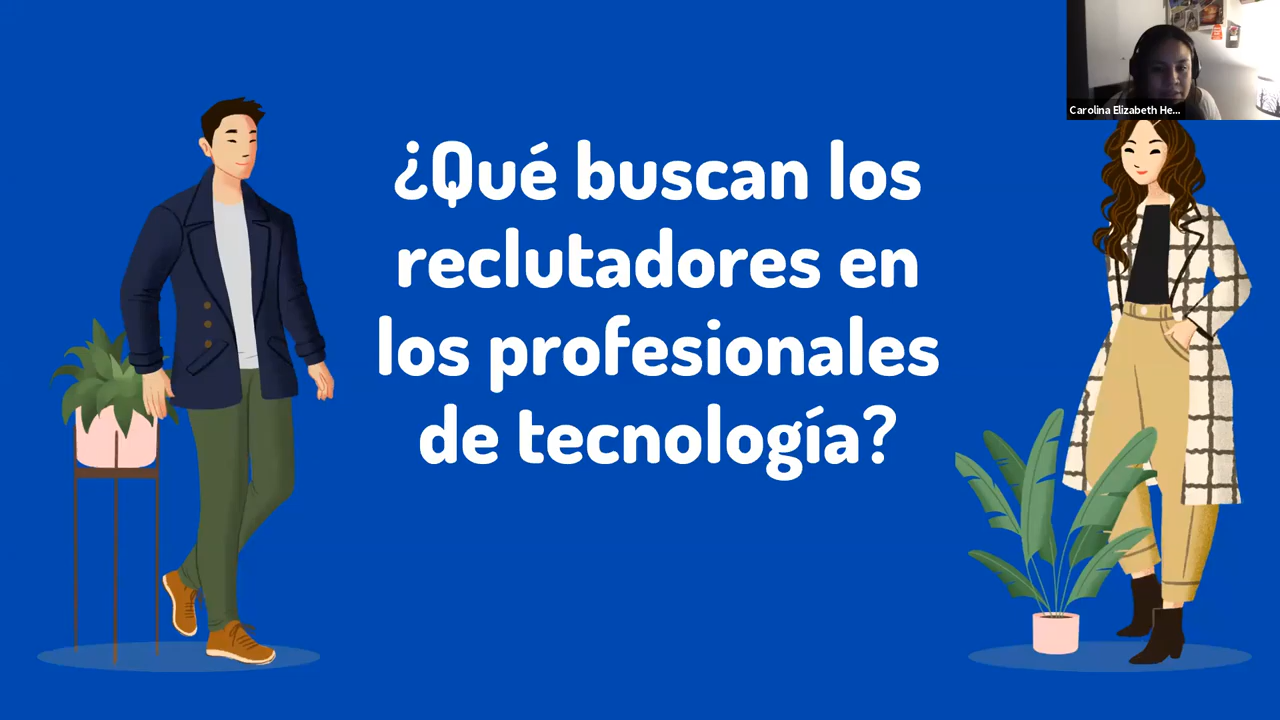 Carolina Elizabeth He...
¿Qué buscan los
reclutadores en
los profesionales
de tecnología?